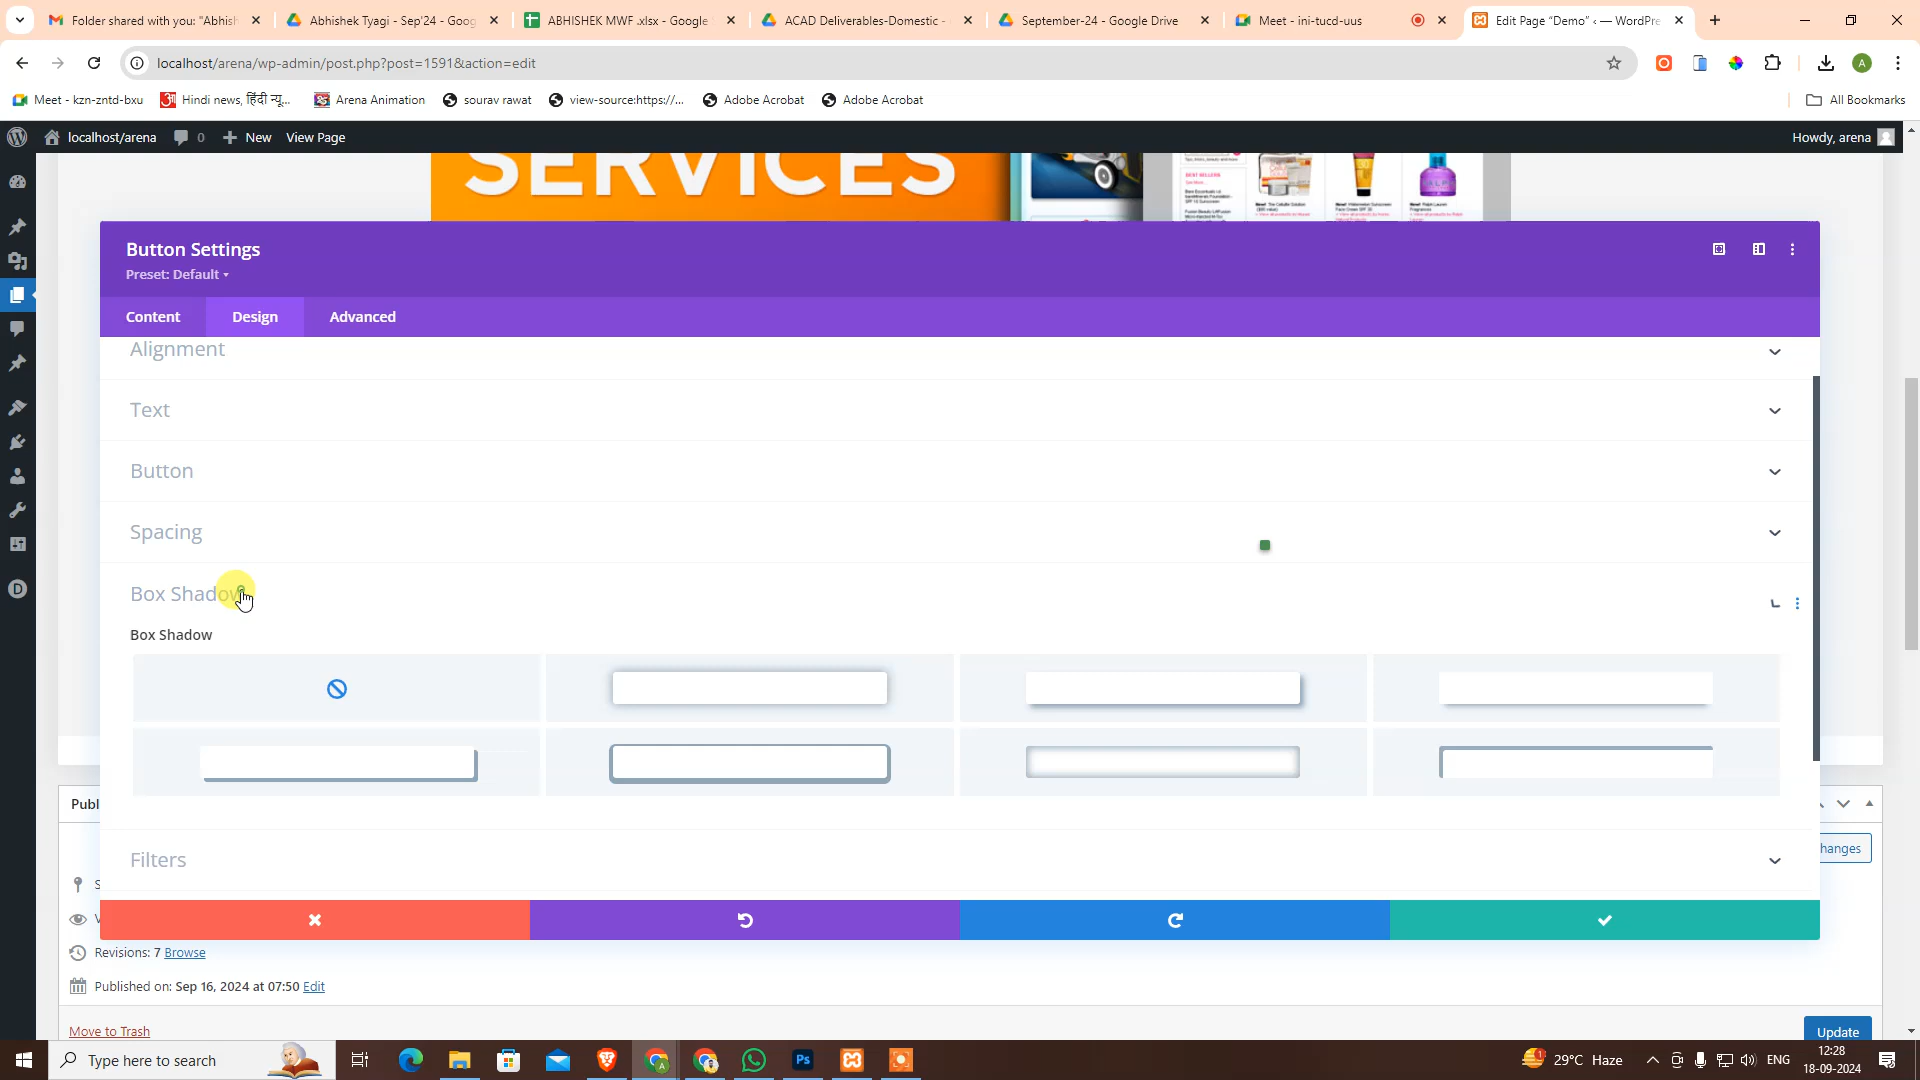 Folder shared with you: "Abhish
Abhishek Tyagi - Sep'24 - Goog
ABHISHEK MWF .xlsx - Google
ACAD Deliverables-Domestic -
September-24 - Google Drive
Meet - ini-tucd-uus
Edit Page "Demo" ‹ — WordPre
localhost/arena/wp-admin/post.php?post=1591&action=edit
A
Meet - kzn-zntd-bxu
Hindi news, हिंदी न्यू...
Arena Animation
sourav rawat
view-source:https://...
Adobe Acrobat
Adobe Acrobat
All Bookmarks
localhost/arena
0
New
View Page
Howdy, arena
SERVICES
BEST SELLERS
Button Settings
Preset: Default
Content
Design
Advanced
Alignment
Text
Button
Spacing
Box Shadow
Box Shadow
Filters
Publ
hanges
S
V
Revisions: 7 Browse
Published on: Sep 16, 2024 at 07:50 Edit
Move to Trash
Update
Type here to search
Ps
29°C Haze
ENG
12:28
18-09-2024